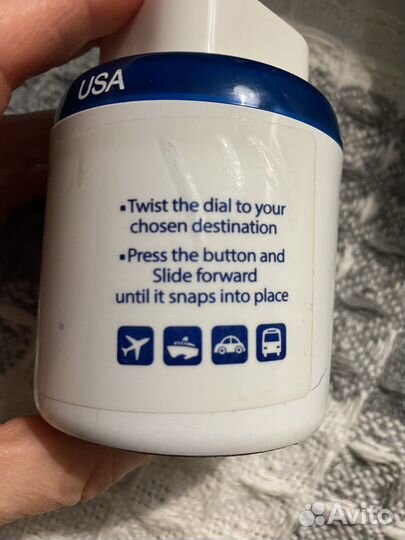 USA
▪Twist the dial to your
chosen destination
▪Press the button and
Slide forward
until it snaps into place
Avito